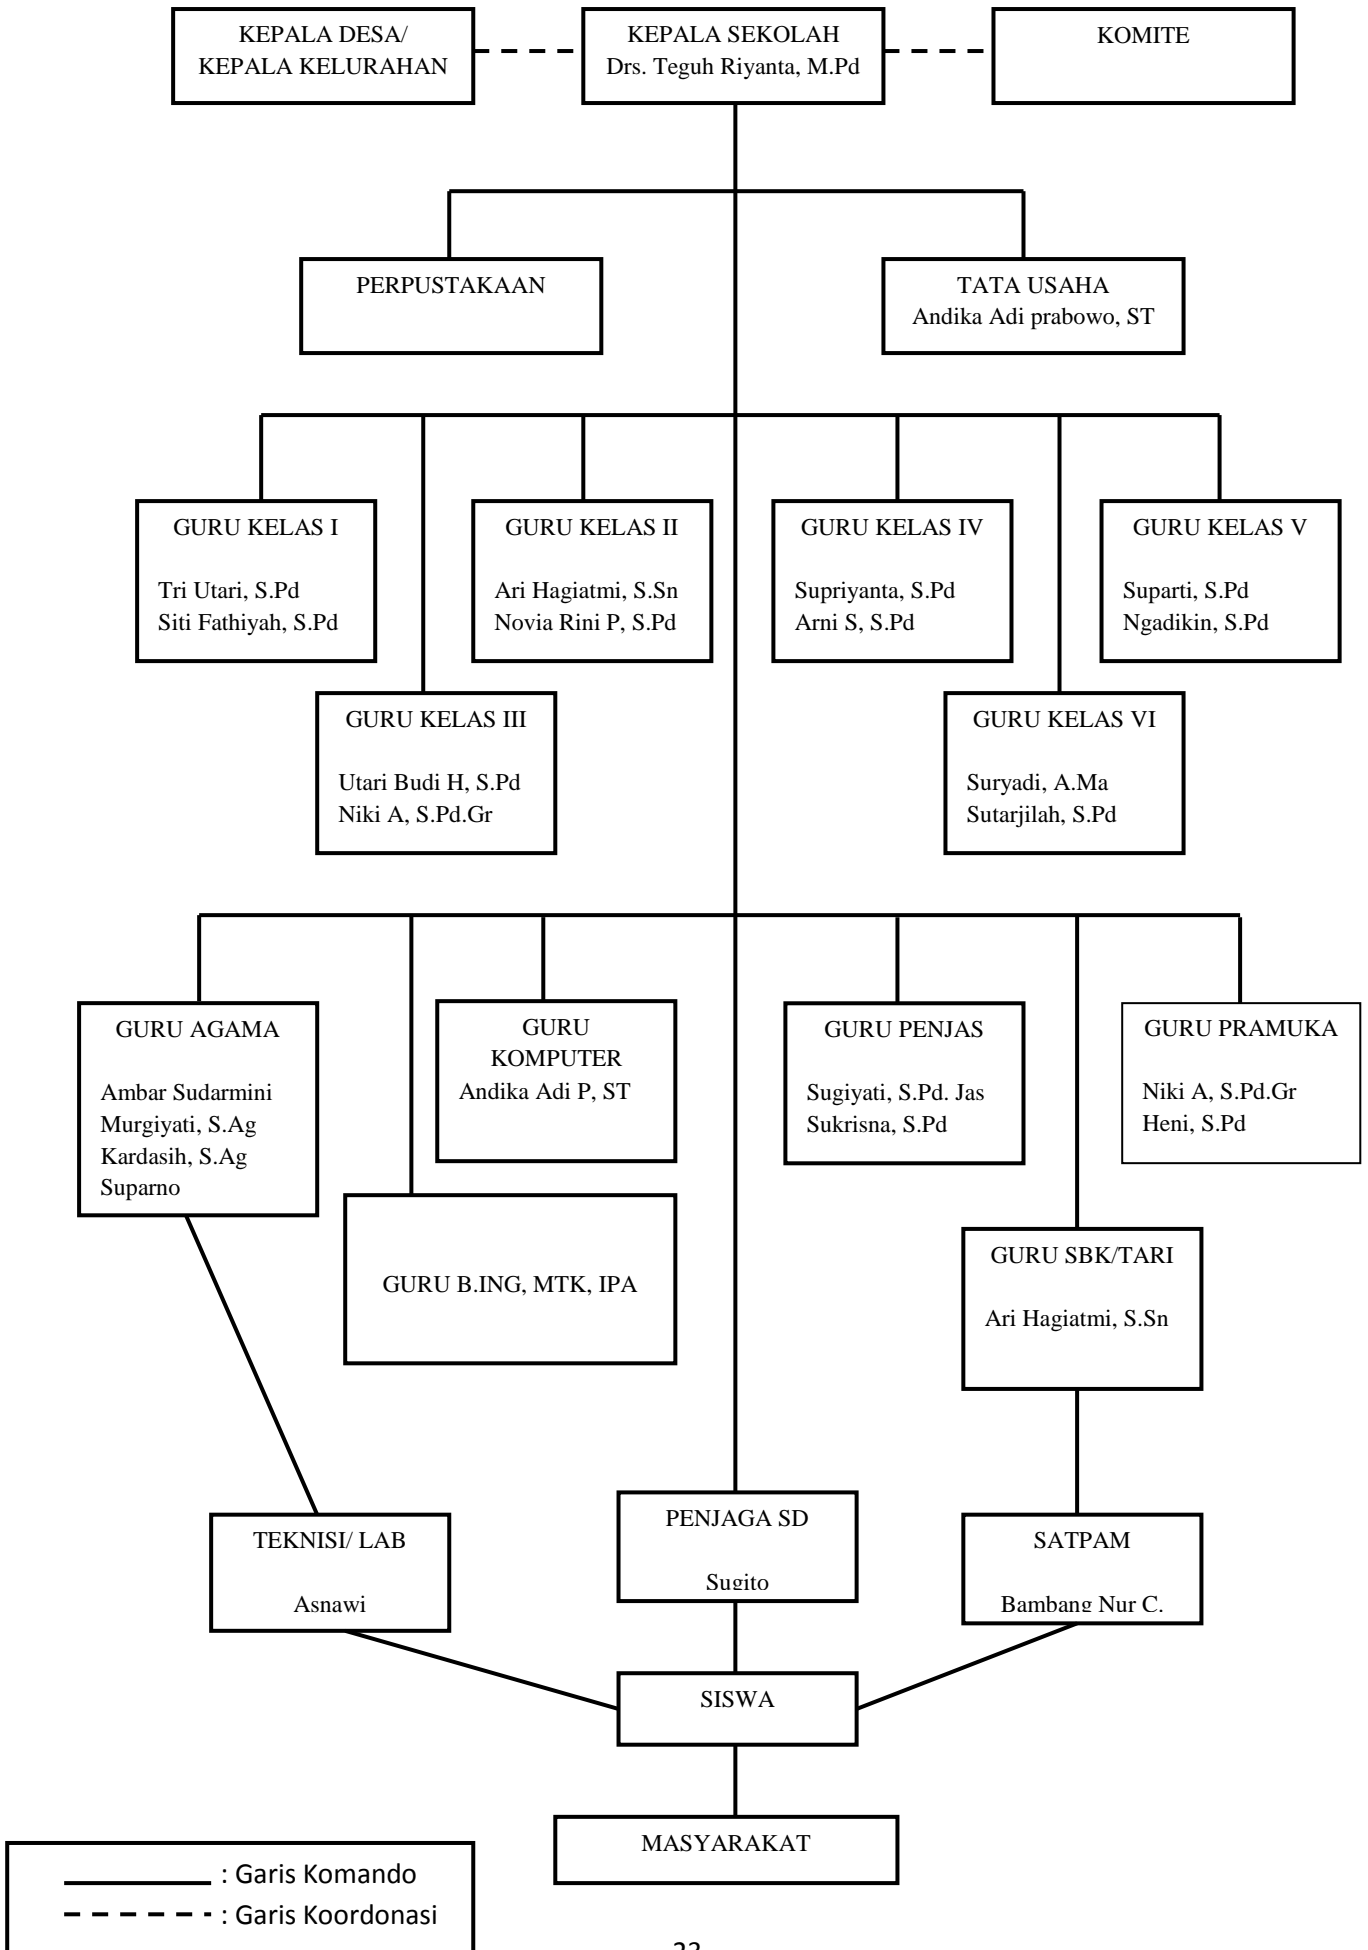 KEPALA DESA/
KEPALA KELURAHAN
KEPALA SEKOLAH
Drs. Teguh Riyanta, M.Pd
KOMITE
PERPUSTAKAAN
TATA USAHA
Andika Adi prabowo, ST
GURU KELAS I
Tri Utari, S.Pd
Siti Fathiyah, S.Pd
GURU KELAS II
Ari Hagiatmi, S.Sn
Novia Rini P, S.Pd
GURU KELAS IV
Supriyanta, S.Pd
Arni S, S.Pd
GURU KELAS V
Suparti, S.Pd
Ngadikin, S.Pd
GURU KELAS III
Utari Budi H, S.Pd
Niki A, S.Pd.Gr
GURU KELAS VI
Suryadi, A.Ma
Sutarjilah, S.Pd
GURU AGAMA
Ambar Sudarmini
Murgiyati, S.Ag
Kardasih, S.Ag
Suparno
GURU
KOMPUTER
Andika Adi P, ST
GURU PENJAS
Sugiyati, S.Pd. Jas
Sukrisna, S.Pd
GURU PRAMUKA
Niki A, S.Pd.Gr
Heni, S.Pd
GURU B.ING, MTK, IPA
GURU SBK/TARI
Ari Hagiatmi, S.Sn
TEKNISI/ LAB
Asnawi
PENJAGA SD
Sugito
SATPAM
Bambang Nur C.
SISWA
MASYARAKAT
: Garis Komando
: Garis Koordonasi